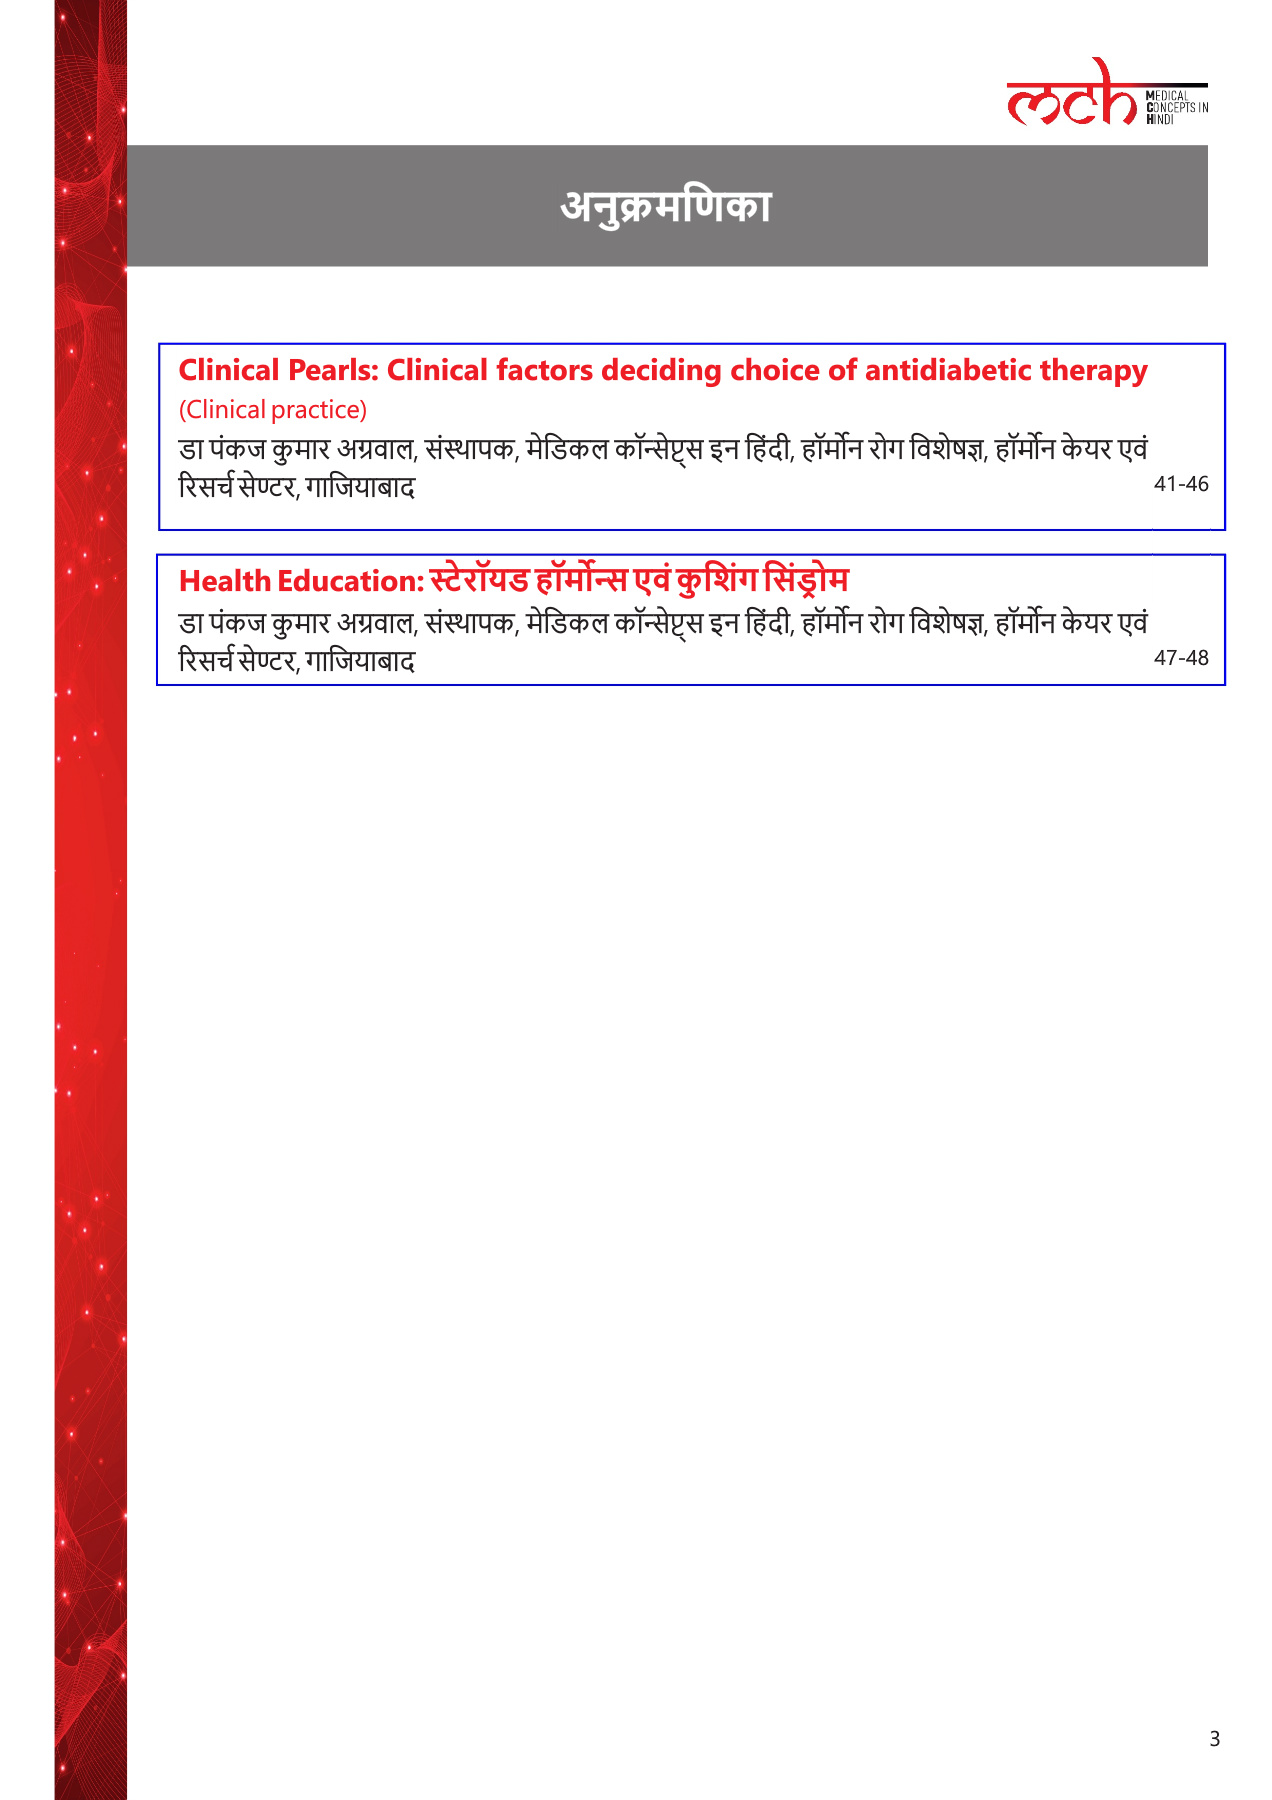 mch MEDICAL
CONCEPTS IN
HINDI
अनुक्रमणिका
Clinical Pearls: Clinical factors deciding choice of antidiabetic therapy
(Clinical practice)
डा पंकज कुमार अग्रवाल, संस्थापक, मेडिकल कॉन्सेप्ट्स इन हिंदी, हॉर्मोन रोग विशेषज्ञ, हॉर्मोन केयर एवं
रिसर्च सेण्टर, गाजियाबाद 41-46
Health Education: स्टेरॉयड हॉर्मोन्स एवं कुशिंग सिंड्रोम
डा पंकज कुमार अग्रवाल, संस्थापक, मेडिकल कॉन्सेप्ट्स इन हिंदी, हॉर्मोन रोग विशेषज्ञ, हॉर्मोन केयर एवं
रिसर्च सेण्टर, गाजियाबाद 47-48
3